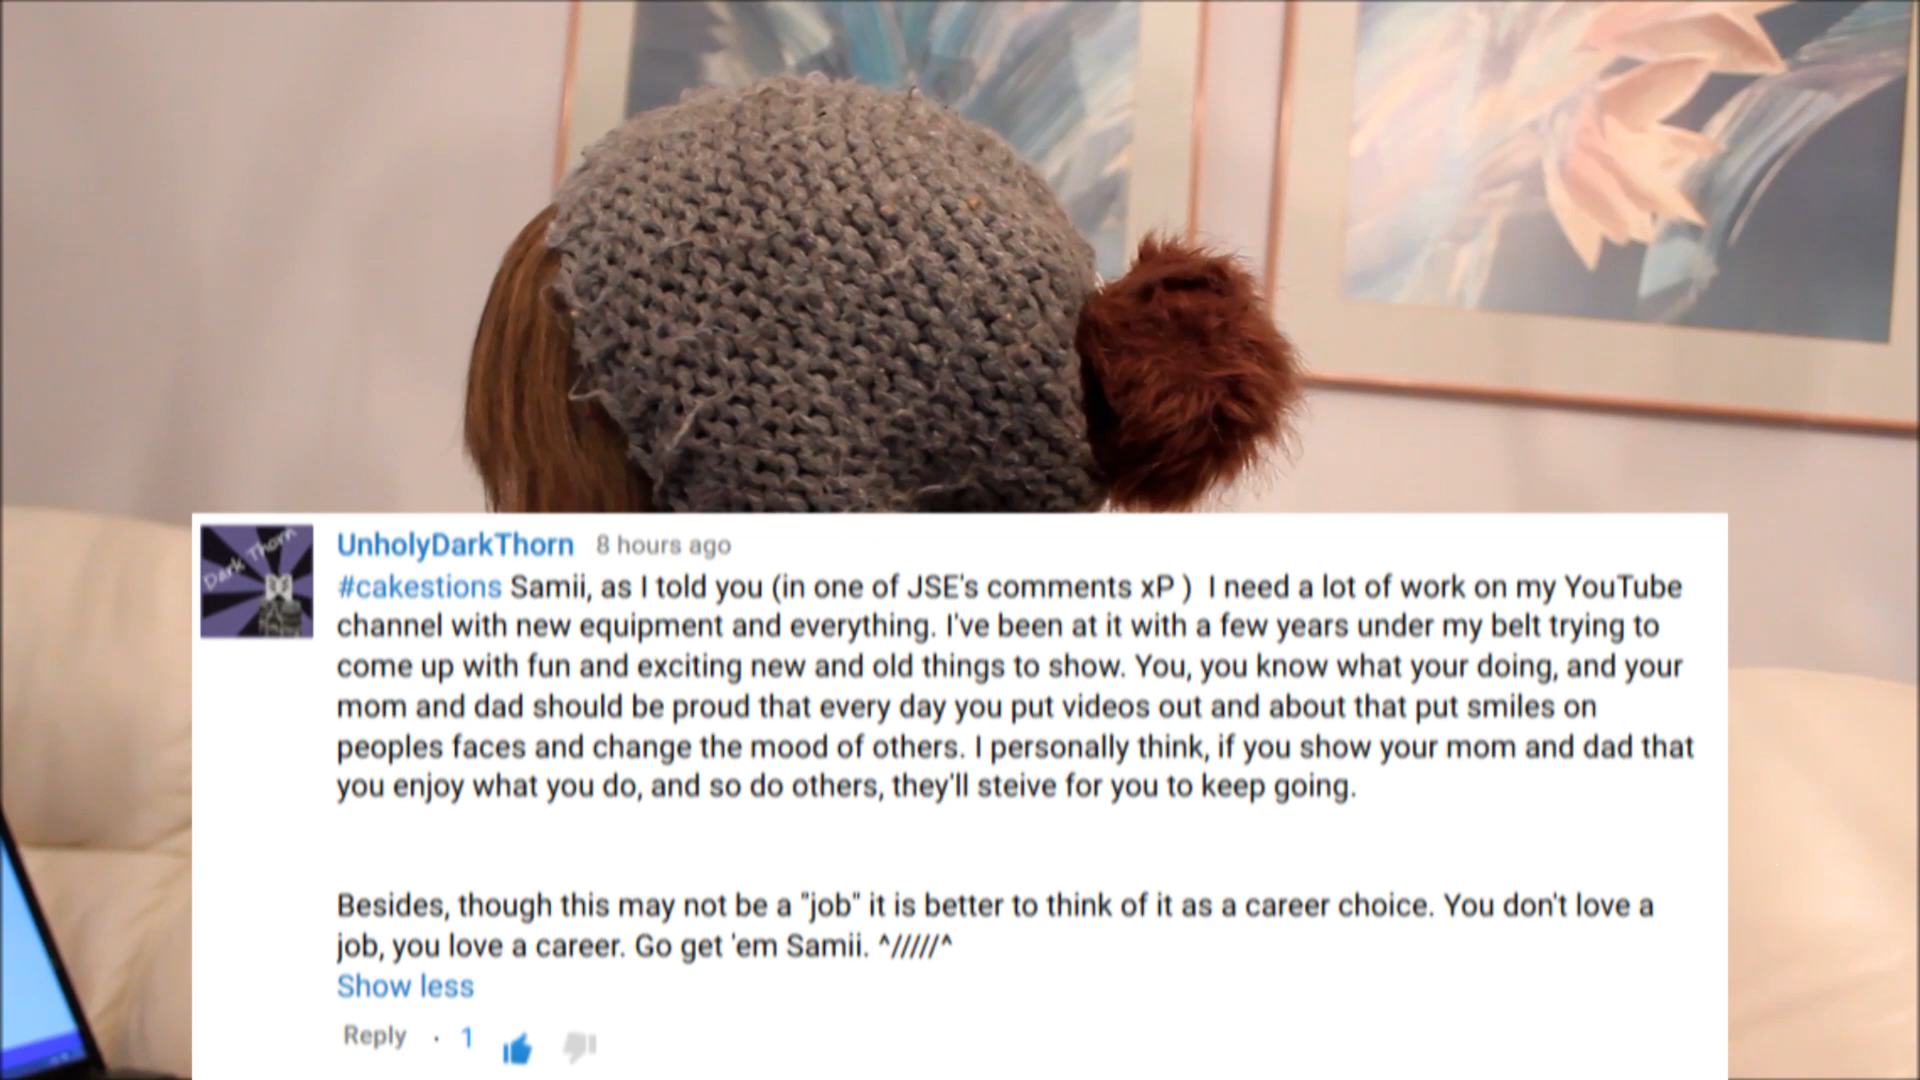 Dark Thorn
UnholyDarkThorn 8 hours ago
#cakestions Samii, as I told you (in one of JSE's comments xP ) I need a lot of work on my YouTube
channel with new equipment and everything. I've been at it with a few years under my belt trying to
come up with fun and exciting new and old things to show. You, you know what your doing, and your
mom and dad should be proud that every day you put videos out and about that put smiles on
peoples faces and change the mood of others. I personally think, if you show your mom and dad that
you enjoy what you do, and so do others, they'll steive for you to keep going.
Besides, though this may not be a "job" it is better to think of it as a career choice. You don't love a
job, you love a career. Go get 'em Samii. ^/////^
Show less
Reply · 1